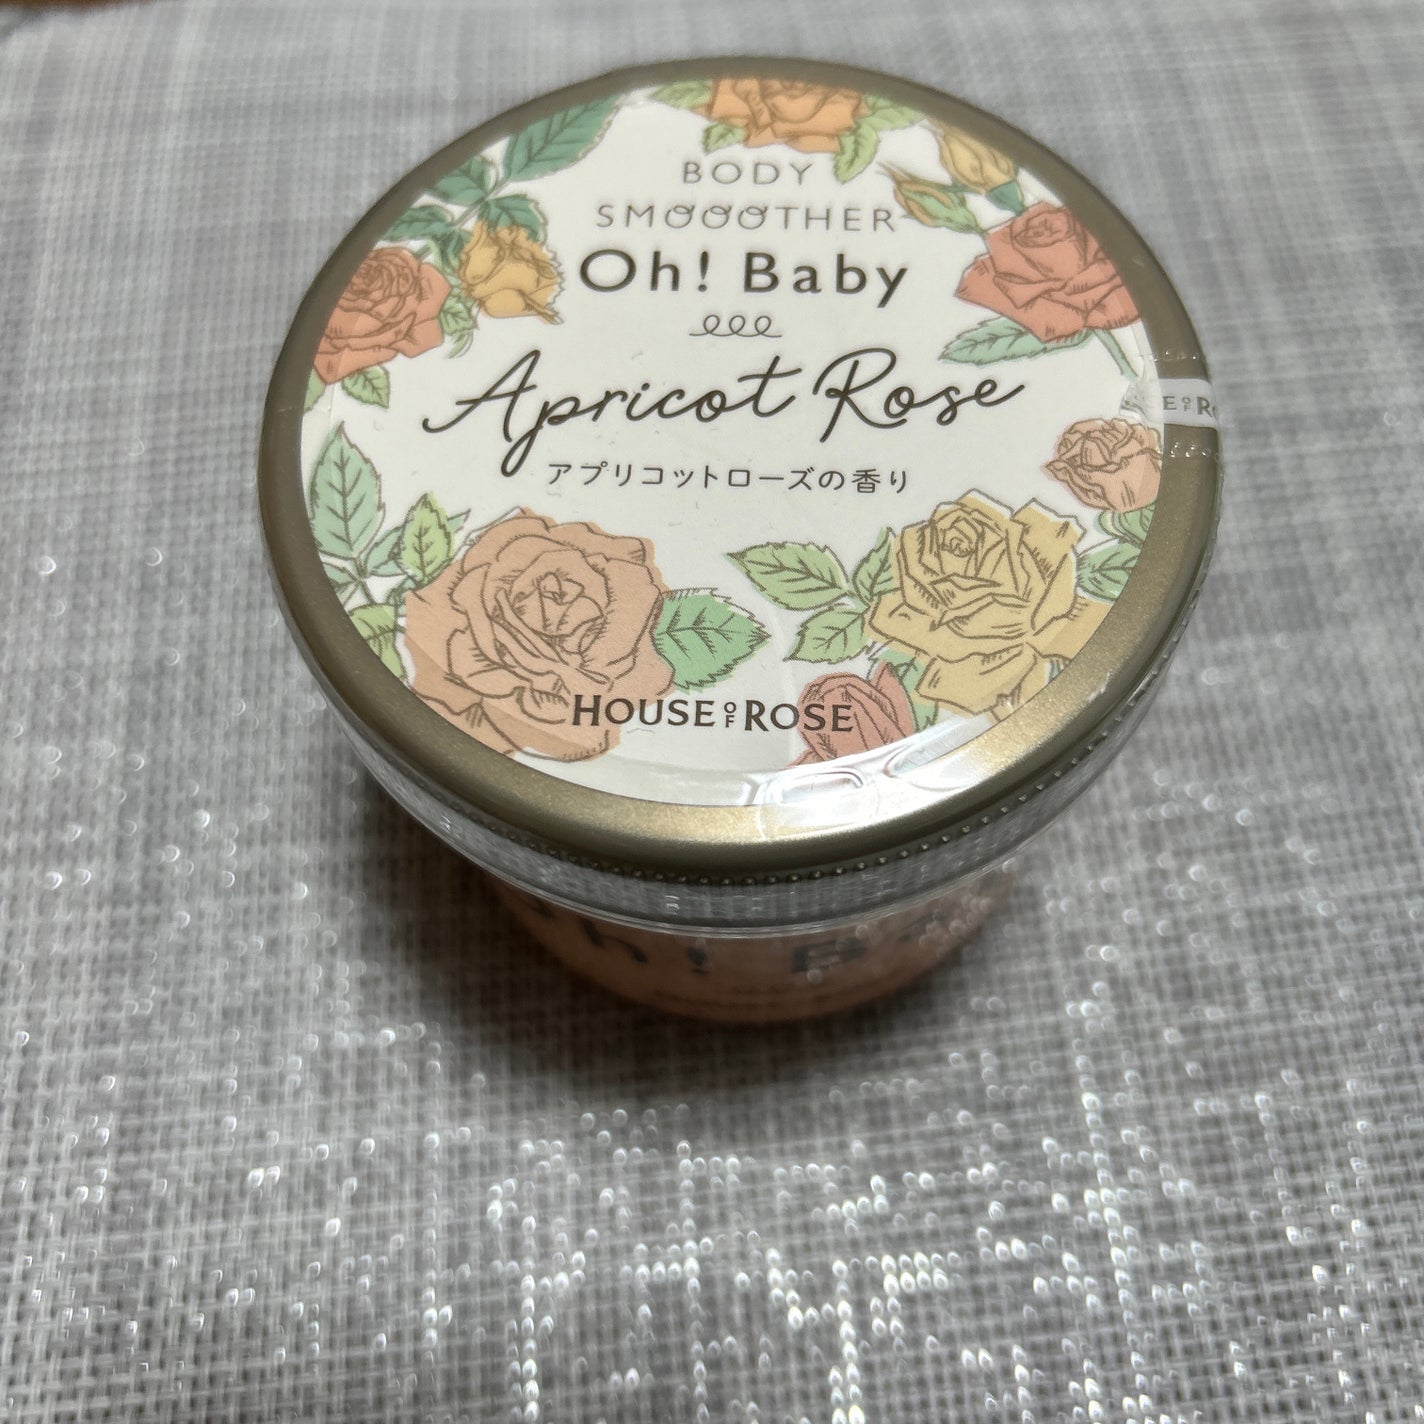 BODY
SMOOOTHER
Oh! Baby
Apricot Rose
アプリコットローズの香り
HOUSE OF ROSE